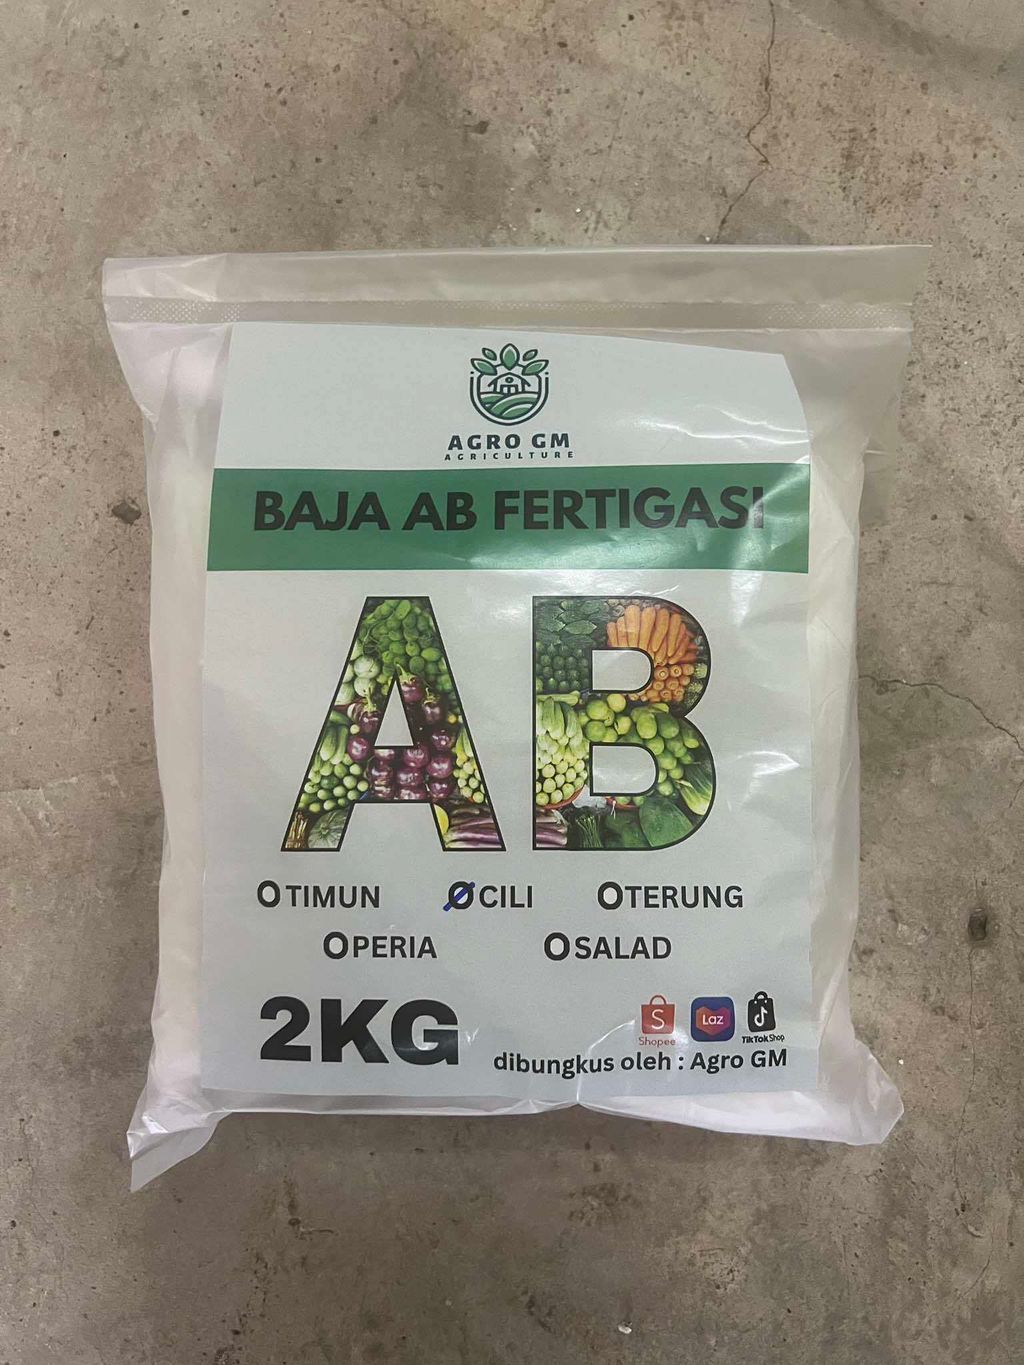 AGRO GM
AGRICULTURE
BAJA AB FERTIGASI
AB
O TIMUN O CILI O TERUNG
O PERIA O SALAD
2KG
S Laz
Shopee TikTok Shop
dibungkus oleh : Agro GM